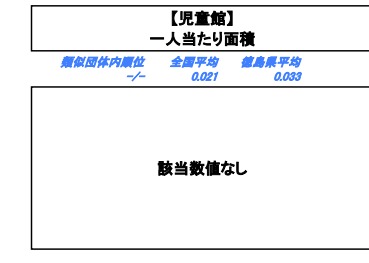 【児童館】
一人当たり面積
類似団体内順位 全国平均 徳島県平均
-/- 0.021 0.033
該当数値なし